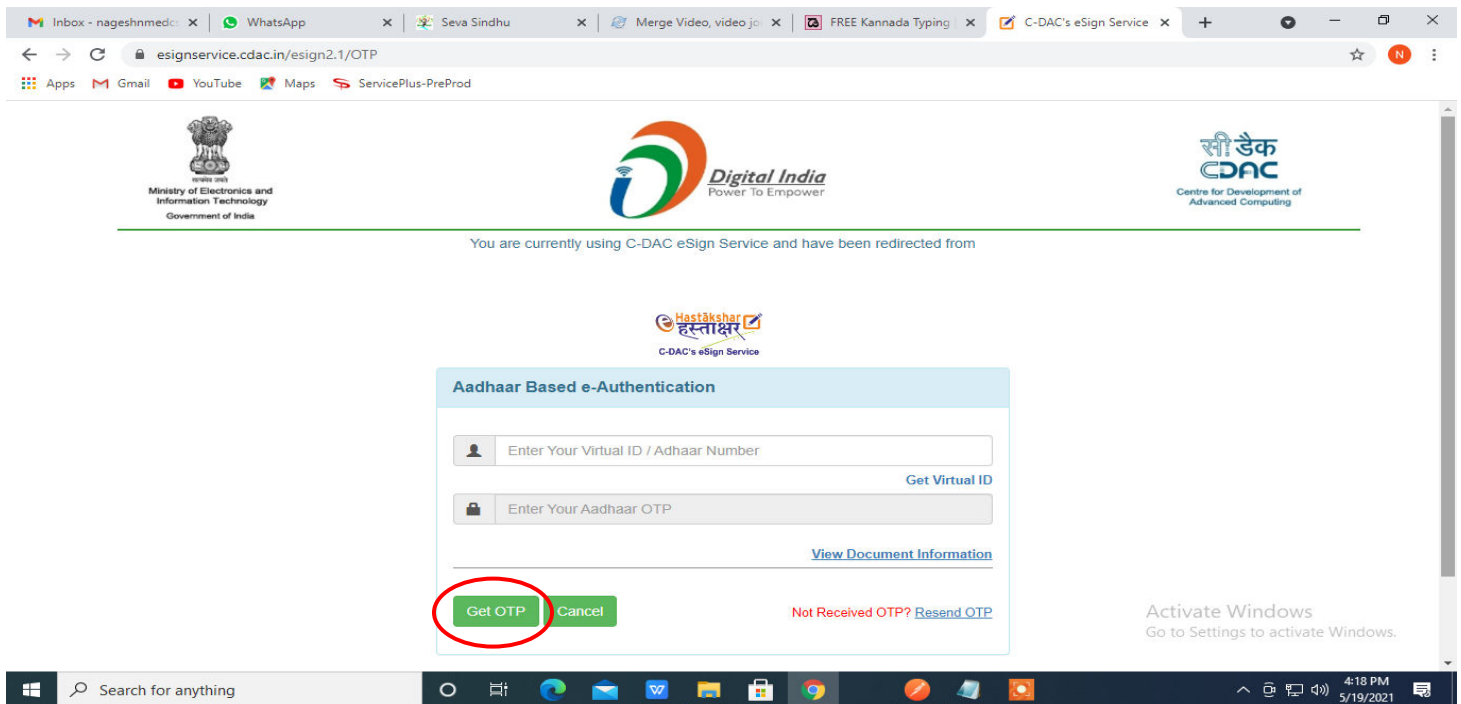 Inbox - nageshnmedc
WhatsApp
Seva Sindhu
Merge Video, video jo
FREE Kannada Typing
C-DAC's eSign Service
esignservice.cdac.in/esign2.1/OTP
N
Apps
Gmail
YouTube
Maps
ServicePlus-PreProd
सत्यमेव जयते
Ministry of Electronics and
Information Technology
Government of India
Digital India
Power To Empower
सी डैक
CDAC
Centre for Development of
Advanced Computing
You are currently using C-DAC eSign Service and have been redirected from
Hastākshar
हस्ताक्षर
C-DAC's eSign Service
Aadhaar Based e-Authentication
Enter Your Virtual ID / Adhaar Number
Get Virtual ID
Enter Your Aadhaar OTP
View Document Information
Get OTP
Cancel
Not Received OTP? Resend OTP
Activate Windows
Go to Settings to activate Windows.
Search for anything
4:18 PM
5/19/2021